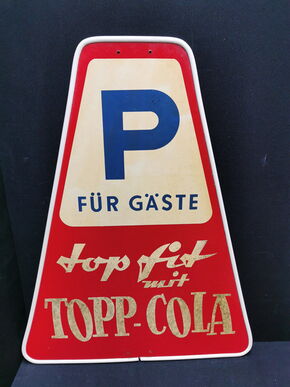 P
FÜR GÄSTE
top fit
mit
TOPP-COLA